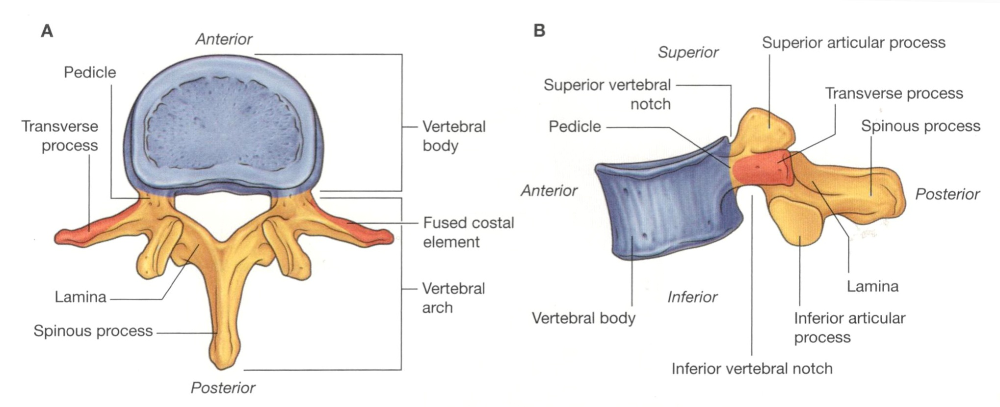 A
Anterior
Pedicle
Transverse
process
Vertebral
body
Fused costal
element
Lamina
Vertebral
arch
Spinous process
Posterior
B
Superior articular process
Superior
Superior vertebral
notch
Transverse process
Pedicle
Spinous process
Anterior
Posterior
Lamina
Inferior
Vertebral body
Inferior articular
process
Inferior vertebral notch